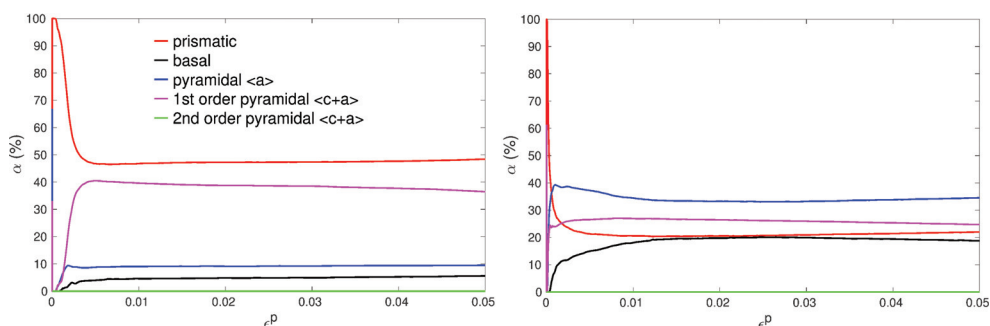 100
90
80
70
60
50
40
30
20
10
0
α (%)
prismatic
basal
pyramidal <a>
1st order pyramidal <c+a>
2nd order pyramidal <c+a>
0 0.01 0.02 0.03 0.04 0.05
ϵp
100
90
80
70
60
50
40
30
20
10
0
α (%)
0 0.01 0.02 0.03 0.04 0.05
ϵp